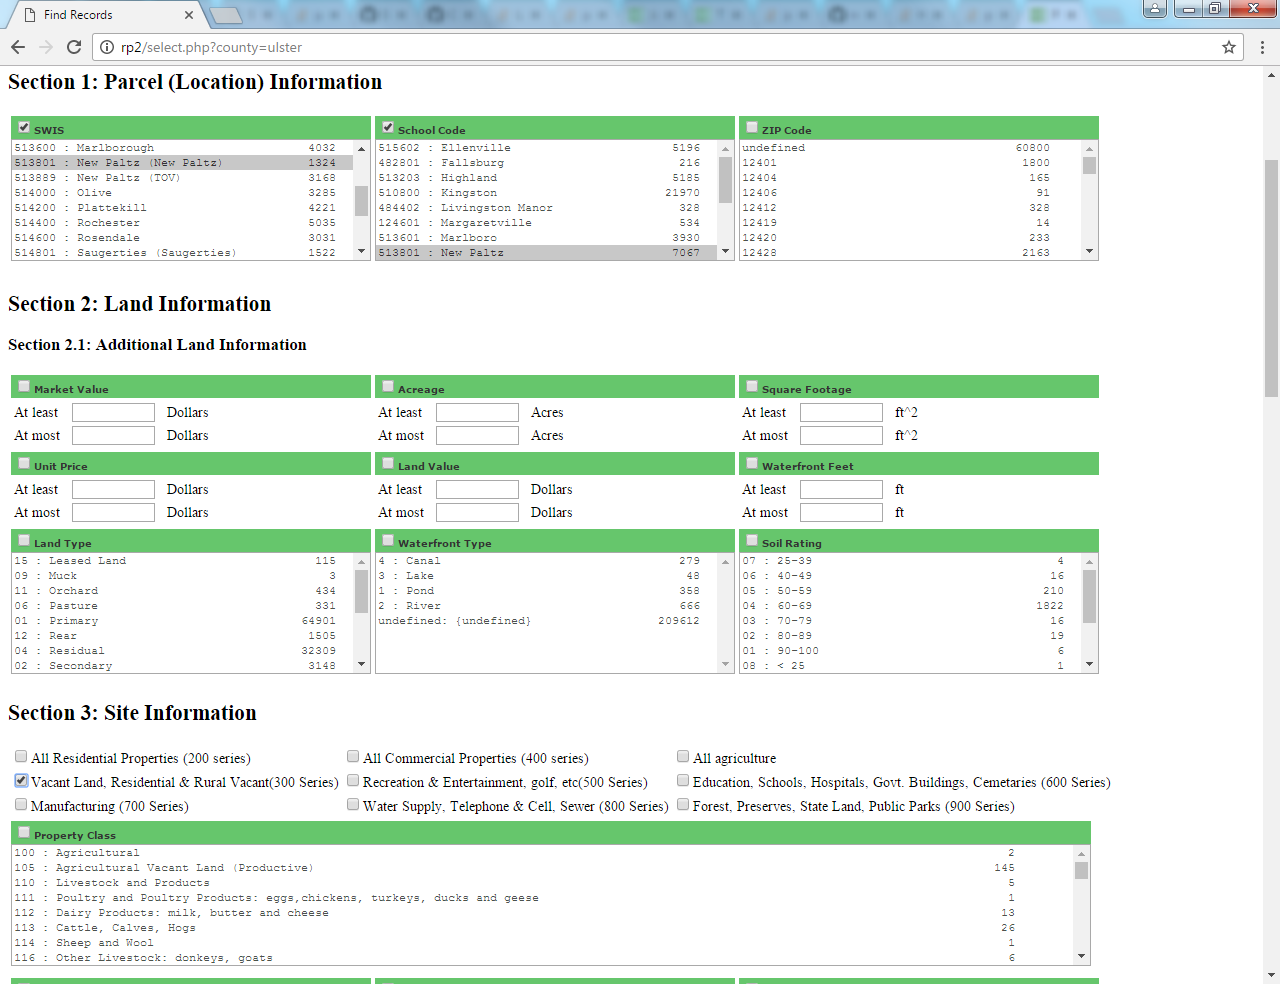 Find Records
rp2/select.php?county=ulster
Section 1: Parcel (Location) Information
SWIS
513600 : Marlborough 4032
513801 : New Paltz (New Paltz) 1324
513889 : New Paltz (TOV) 3168
514000 : Olive 3285
514200 : Plattekill 4221
514400 : Rochester 5035
514600 : Rosendale 3031
514801 : Saugerties (Saugerties) 1522
School Code
515602 : Ellenville 5196
482801 : Fallsburg 216
513203 : Highland 5185
510800 : Kingston 21970
484402 : Livingston Manor 328
124601 : Margaretville 534
513601 : Marlboro 3930
513801 : New Paltz 7067
ZIP Code
undefined 60800
12401 1800
12404 165
12406 91
12412 328
12419 14
12420 233
12428 2163
Section 2: Land Information
Section 2.1: Additional Land Information
Market Value
At least Dollars
At most Dollars
Acreage
At least Acres
At most Acres
Square Footage
At least ft^2
At most ft^2
Unit Price
At least Dollars
At most Dollars
Land Value
At least Dollars
At most Dollars
Waterfront Feet
At least ft
At most ft
Land Type
15 : Leased Land 115
09 : Muck 3
11 : Orchard 434
06 : Pasture 331
01 : Primary 64901
12 : Rear 1505
04 : Residual 32309
02 : Secondary 3148
Waterfront Type
4 : Canal 279
3 : Lake 48
1 : Pond 358
2 : River 666
undefined: {undefined} 209612
Soil Rating
07 : 25-39 4
06 : 40-49 16
05 : 50-59 210
04 : 60-69 1822
03 : 70-79 16
02 : 80-89 19
01 : 90-100 6
08 : < 25 1
Section 3: Site Information
All Residential Properties (200 series) All Commercial Properties (400 series) All agriculture
Vacant Land, Residential & Rural Vacant(300 Series) Recreation & Entertainment, golf, etc(500 Series) Education, Schools, Hospitals, Govt. Buildings, Cemetaries (600 Series)
Manufacturing (700 Series) Water Supply, Telephone & Cell, Sewer (800 Series) Forest, Preserves, State Land, Public Parks (900 Series)
Property Class
100 : Agricultural 2
105 : Agricultural Vacant Land (Productive) 145
110 : Livestock and Products 5
111 : Poultry and Poultry Products: eggs,chickens, turkeys, ducks and geese 1
112 : Dairy Products: milk, butter and cheese 13
113 : Cattle, Calves, Hogs 26
114 : Sheep and Wool 1
116 : Other Livestock: donkeys, goats 6